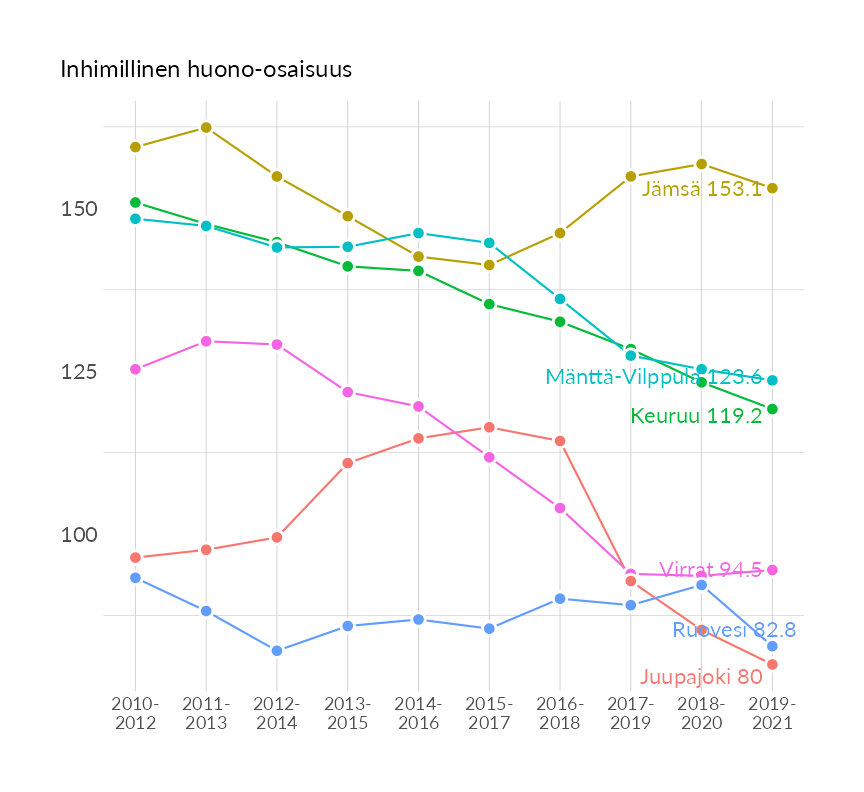 Inhimillinen huono-osaisuus
150
125
100
Jämsä 153.1
Mänttä-Vilppula 123.6
Keuruu 119.2
Virrat 94.5
Ruovesi 82.8
Juupajoki 80
2010- 2011- 2012- 2013- 2014- 2015- 2016- 2017- 2018- 2019-
2012 2013 2014 2015 2016 2017 2018 2019 2020 2021